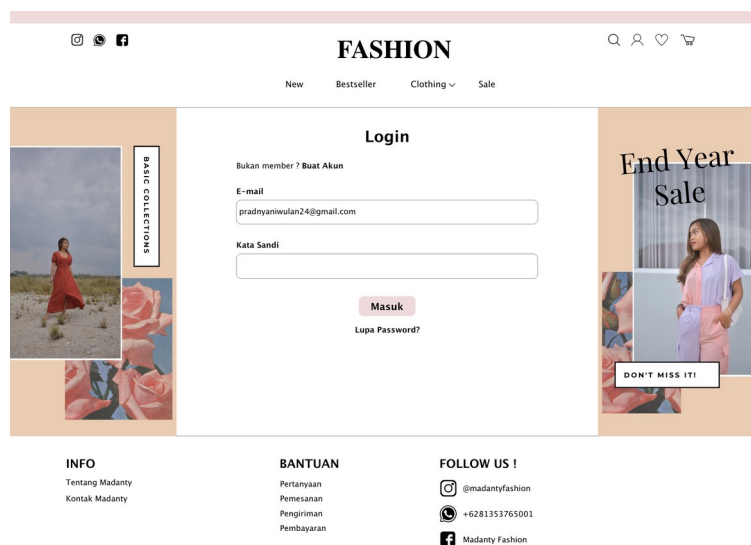 FASHION
New Bestseller Clothing Sale
BASIC COLLECTIONS
Login
Bukan member ? Buat Akun
E-mail
pradnyaniwulan24@gmail.com
Kata Sandi
Masuk
Lupa Password?
End Year
Sale
DON'T MISS IT!
INFO
Tentang Madanty
Kontak Madanty
BANTUAN
Pertanyaan
Pemesanan
Pengiriman
Pembayaran
FOLLOW US !
@madantyfashion
+6281353765001
Madanty Fashion